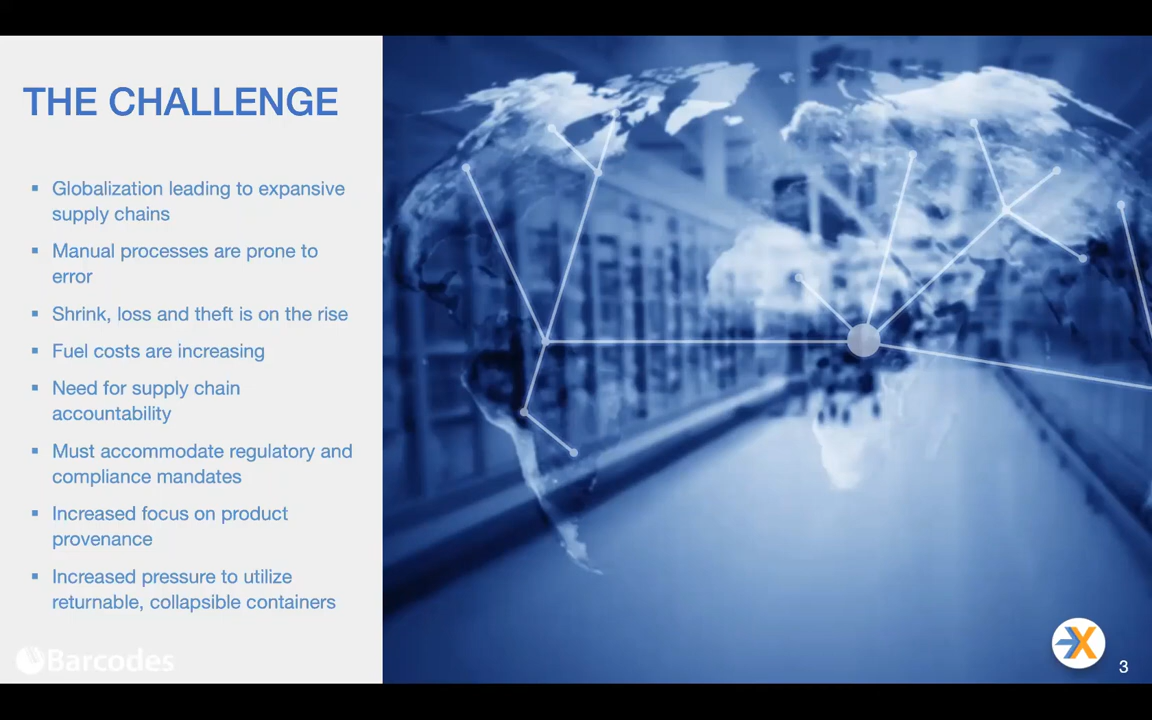 THE CHALLENGE
▪ Globalization leading to expansive
supply chains
▪ Manual processes are prone to
error
▪ Shrink, loss and theft is on the rise
▪ Fuel costs are increasing
▪ Need for supply chain
accountability
▪ Must accommodate regulatory and
compliance mandates
▪ Increased focus on product
provenance
▪ Increased pressure to utilize
returnable, collapsible containers
Barcodes
X
3